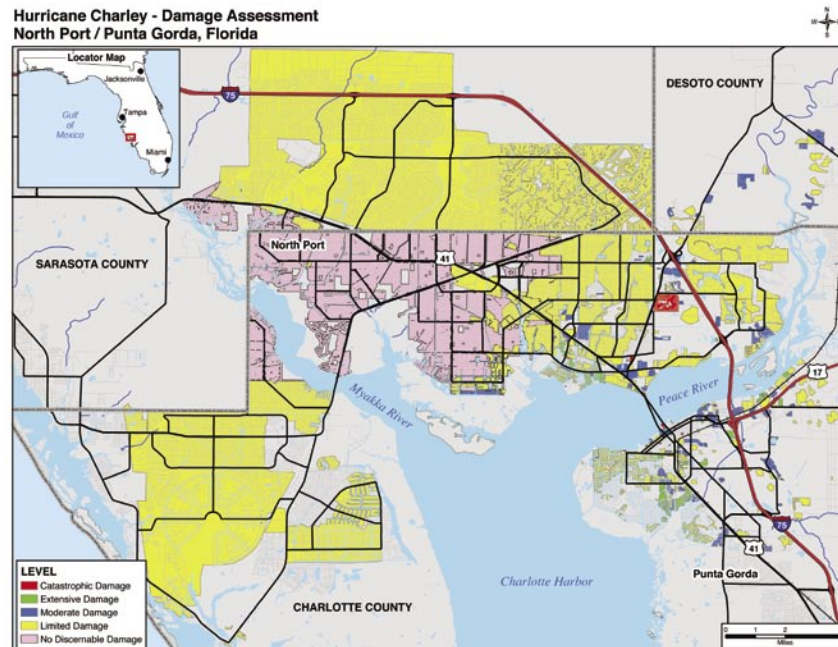 Hurricane Charley - Damage Assessment
North Port / Punta Gorda, Florida
N
W E
S
Locator Map
Jacksonville
Gulf
of
Mexico
Tampa
Miami
75
DESOTO COUNTY
North Port
41
SARASOTA COUNTY
17
Peace River
Myakka River
75
41
Punta Gorda
Charlotte Harbor
CHARLOTTE COUNTY
LEVEL
Catastrophic Damage
Extensive Damage
Moderate Damage
Limited Damage
No Discernable Damage
0 1 2
Miles